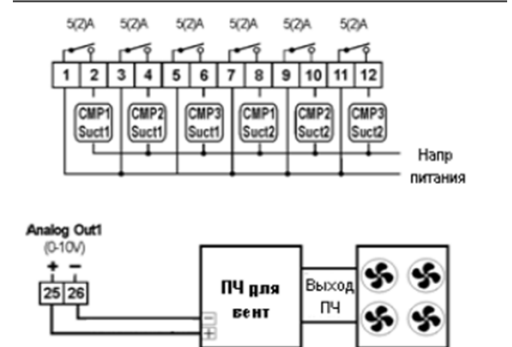 5(2)A 5(2)A 5(2)A 5(2)A 5(2)A 5(2)A
1 2 3 4 5 6 7 8 9 10 11 12
CMP1 CMP2 CMP3 CMP1 CMP2 CMP3
Suct1 Suct1 Suct1 Suct2 Suct2 Suct2
Напр
питания
Analog Out1
(0-10V)
+ −
25 26
ПЧ для
вент
Выход
ПЧ
−
+